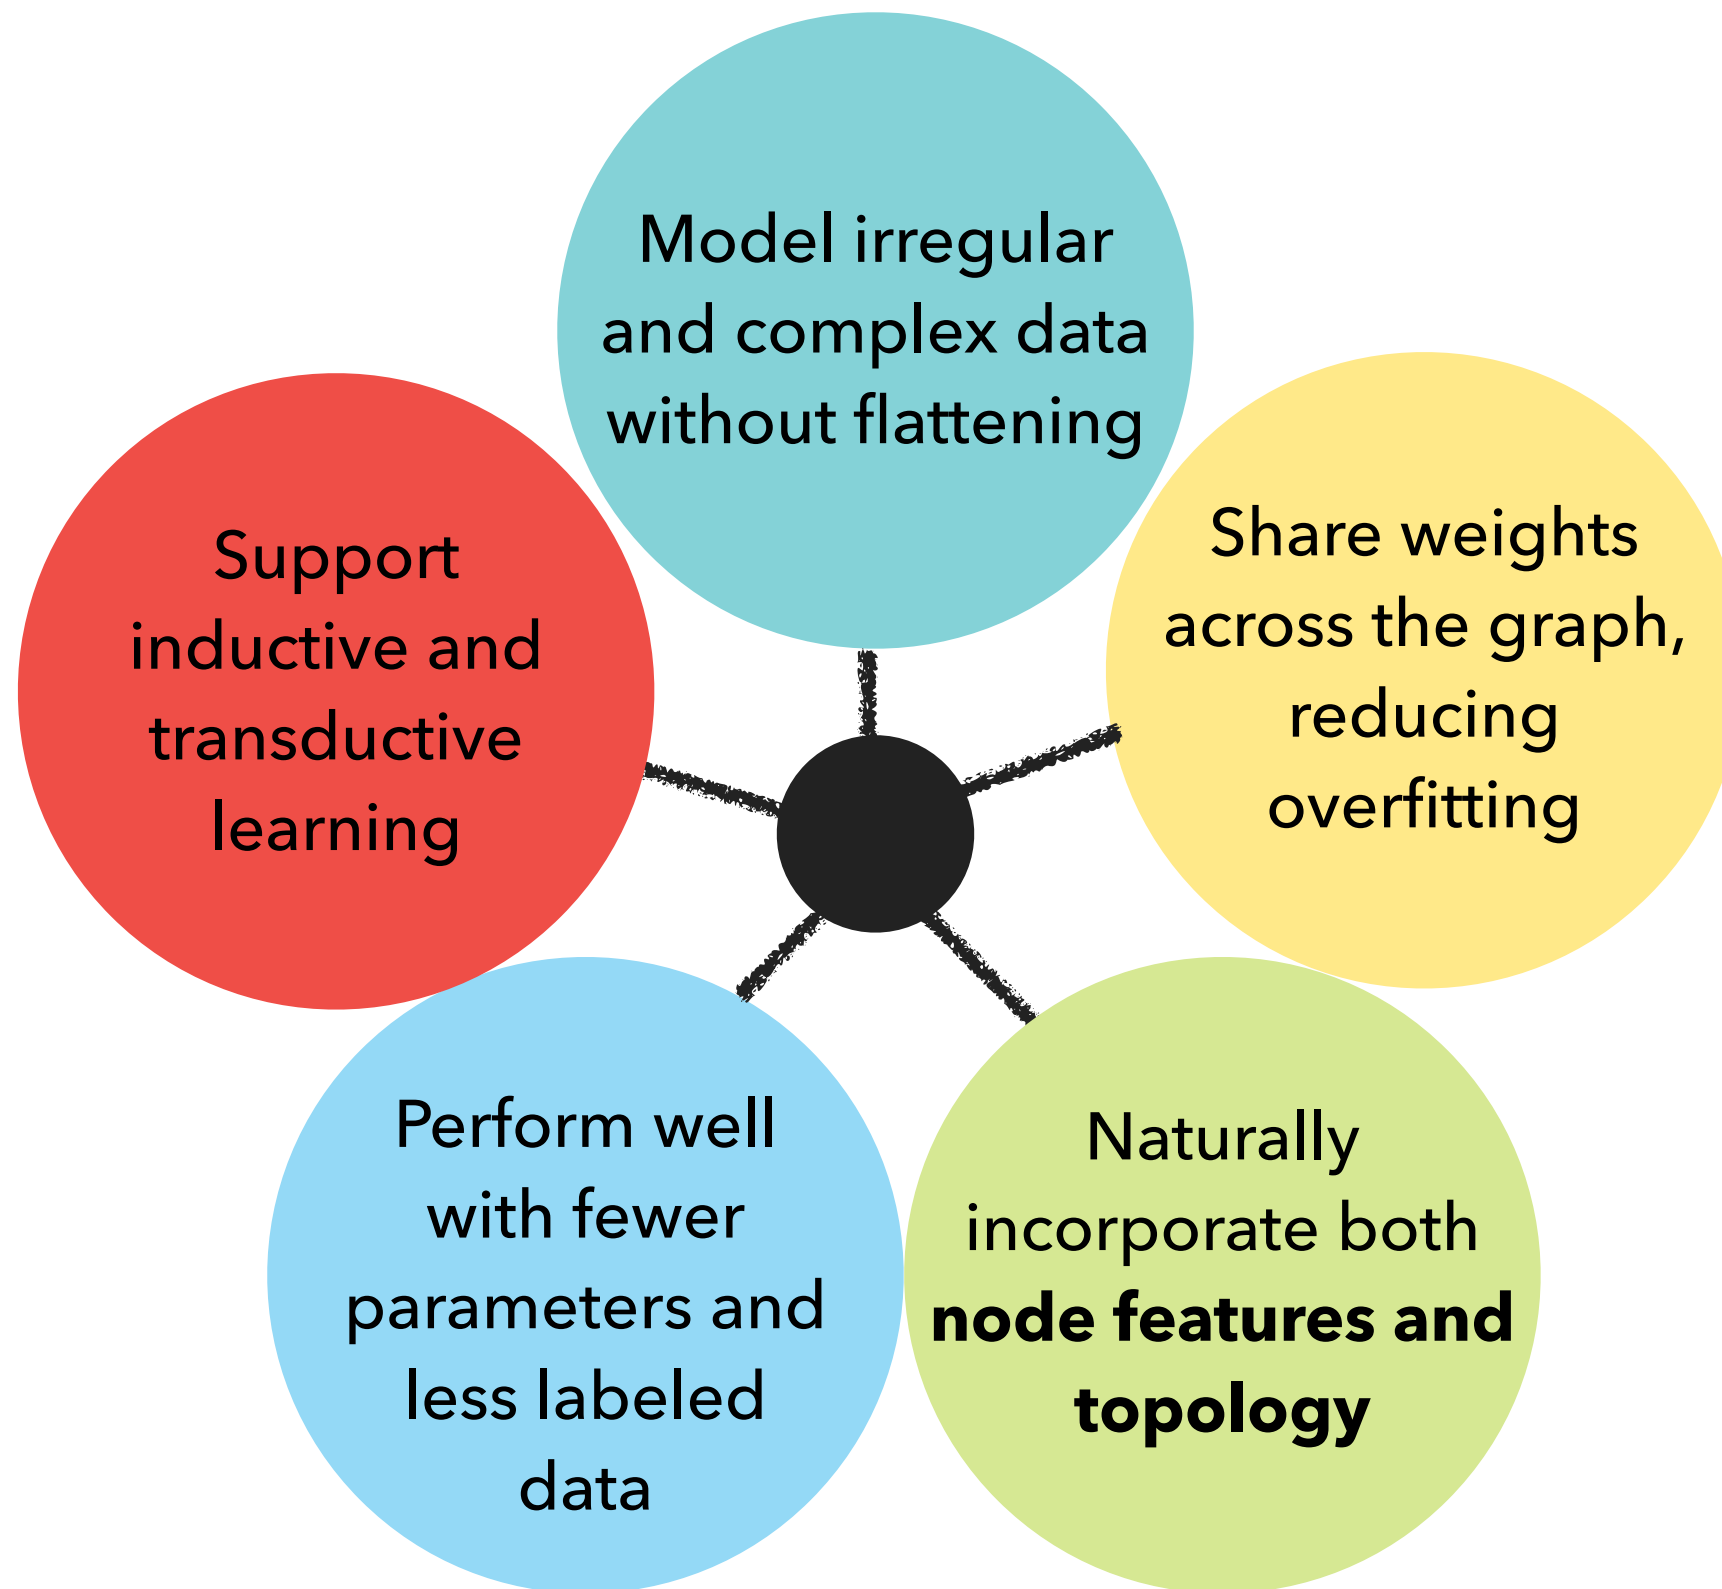 Model irregular
and complex data
without flattening
Share weights
across the graph,
reducing
overfitting
Support
inductive and
transductive
learning
Perform well
with fewer
parameters and
less labeled
data
Naturally
incorporate both
node features and
topology